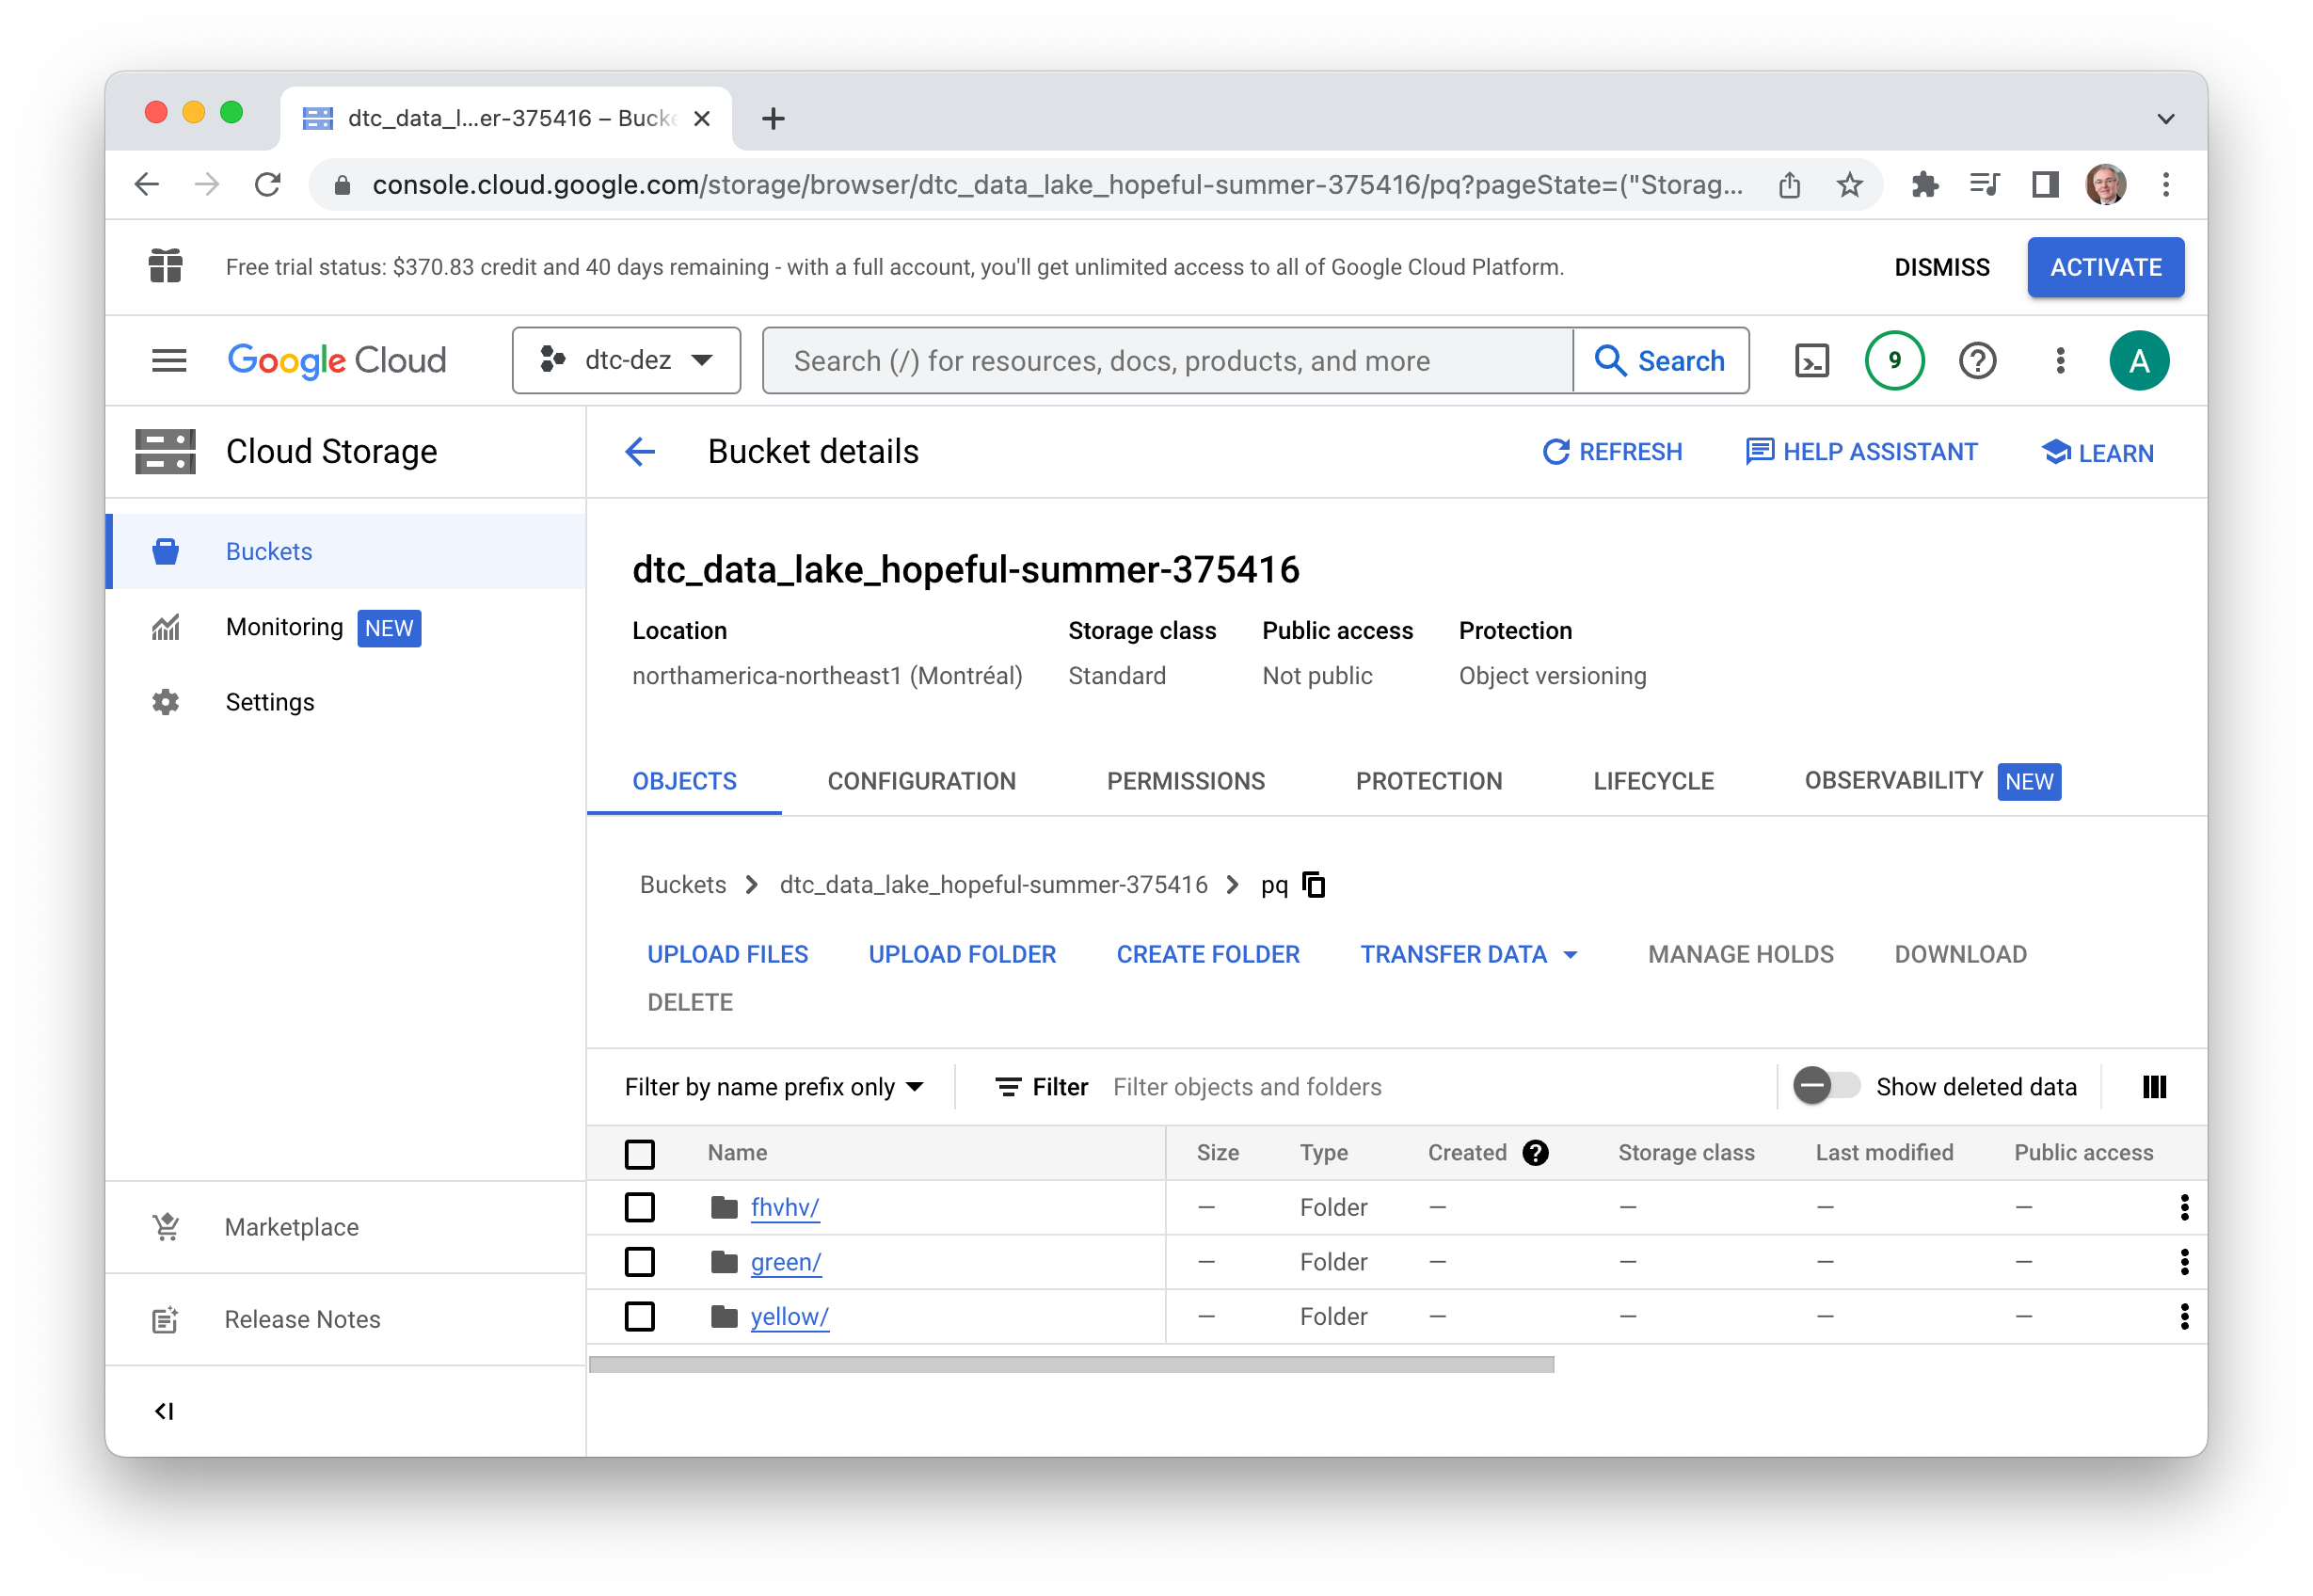 dtc_data_l...er-375416 – Bucke
console.cloud.google.com/storage/browser/dtc_data_lake_hopeful-summer-375416/pq?pageState=("Storag...
Free trial status: $370.83 credit and 40 days remaining - with a full account, you'll get unlimited access to all of Google Cloud Platform.
DISMISS
ACTIVATE
Google Cloud
dtc-dez
Search (/) for resources, docs, products, and more
Search
9
A
Cloud Storage
Bucket details
REFRESH
HELP ASSISTANT
LEARN
Buckets
Monitoring NEW
Settings
Marketplace
Release Notes
dtc_data_lake_hopeful-summer-375416
Location Storage class Public access Protection
northamerica-northeast1 (Montréal) Standard Not public Object versioning
OBJECTS CONFIGURATION PERMISSIONS PROTECTION LIFECYCLE OBSERVABILITY NEW
Buckets > dtc_data_lake_hopeful-summer-375416 > pq
UPLOAD FILES UPLOAD FOLDER CREATE FOLDER TRANSFER DATA MANAGE HOLDS DOWNLOAD
DELETE
Filter by name prefix only Filter Filter objects and folders Show deleted data
Name Size Type Created Storage class Last modified Public access
fhvhv/ — Folder — — — —
green/ — Folder — — — —
yellow/ — Folder — — — —